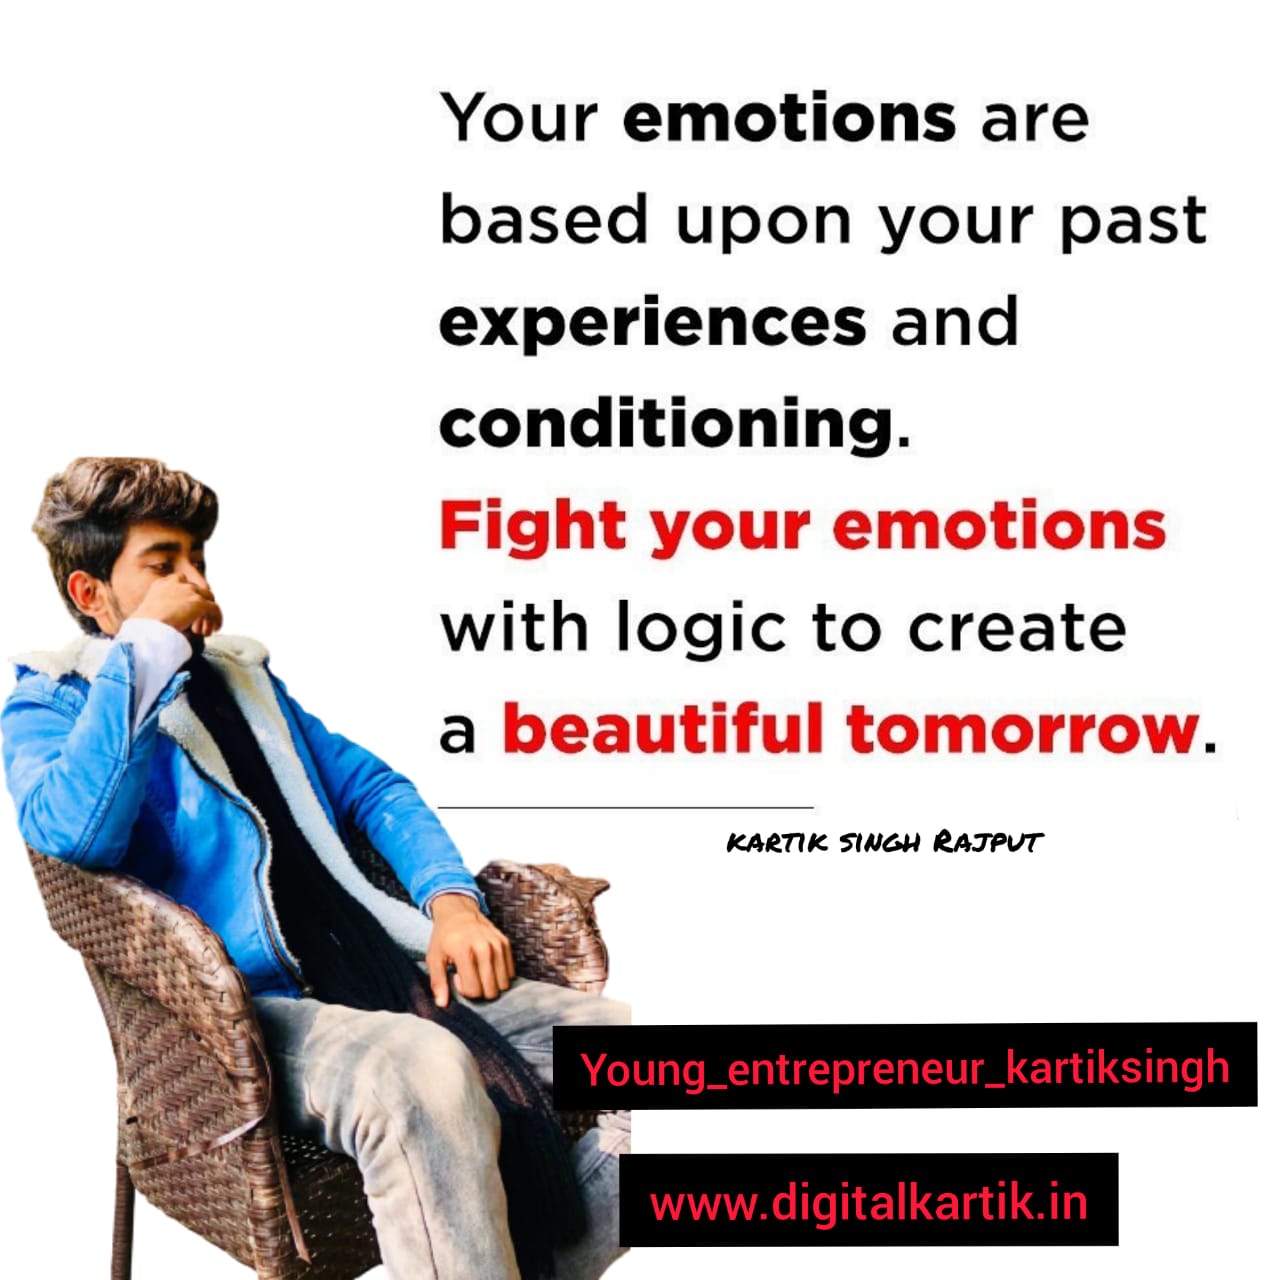 Your emotions are
based upon your past
experiences and
conditioning.
Fight your emotions
with logic to create
a beautiful tomorrow.
KARTIK SINGH RAJPUT
Young_entrepreneur_kartiksingh
www.digitalkartik.in